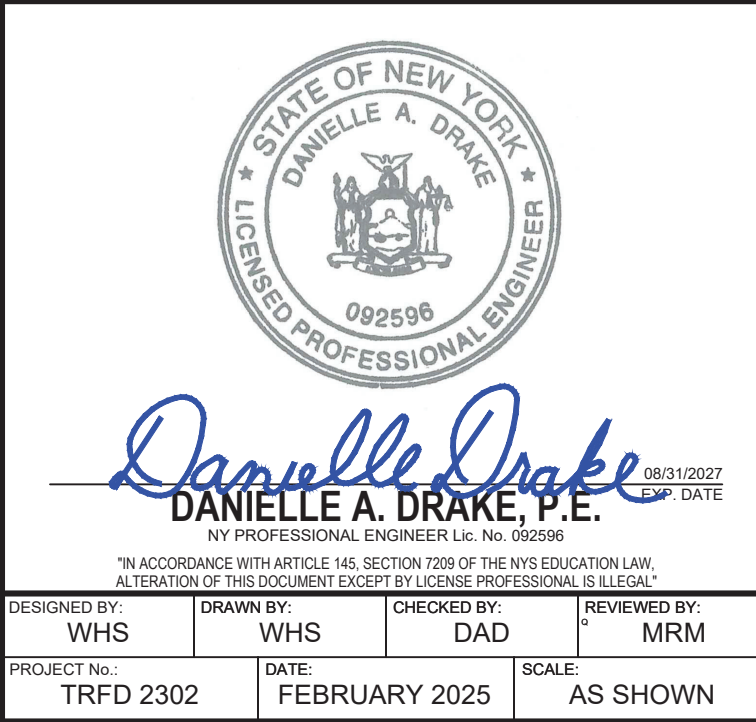 STATE OF NEW YORK
DANIELLE A. DRAKE
092596
LICENSED PROFESSIONAL ENGINEER
Danielle Drake
08/31/2027
EXP. DATE
DANIELLE A. DRAKE, P.E.
NY PROFESSIONAL ENGINEER Lic. No. 092596
"IN ACCORDANCE WITH ARTICLE 145, SECTION 7209 OF THE NYS EDUCATION LAW,
ALTERATION OF THIS DOCUMENT EXCEPT BY LICENSE PROFESSIONAL IS ILLEGAL"
DESIGNED BY: DRAWN BY: CHECKED BY: REVIEWED BY:
WHS WHS DAD Q MRM
PROJECT No.: DATE: SCALE:
TRFD 2302 FEBRUARY 2025 AS SHOWN